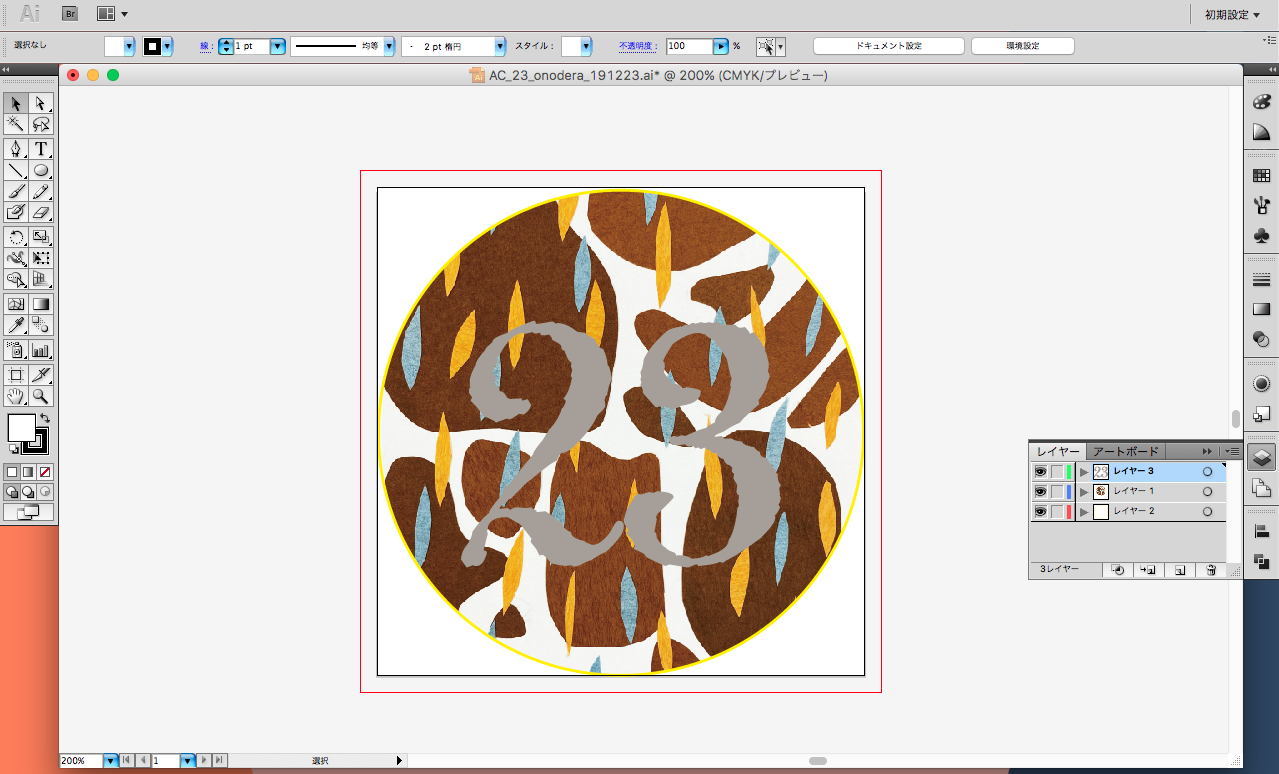 Ai
Br
初期設定
選択なし
線 :
1 pt
均等
2 pt 楕円
スタイル :
不透明度 :
100
%
ドキュメント設定
環境設定
AC_23_onodera_191223.ai* @ 200% (CMYK/プレビュー)
T
23
レイヤー
アートボード
レイヤー 3
レイヤー 1
レイヤー 2
3レイヤー
200%
1
選択